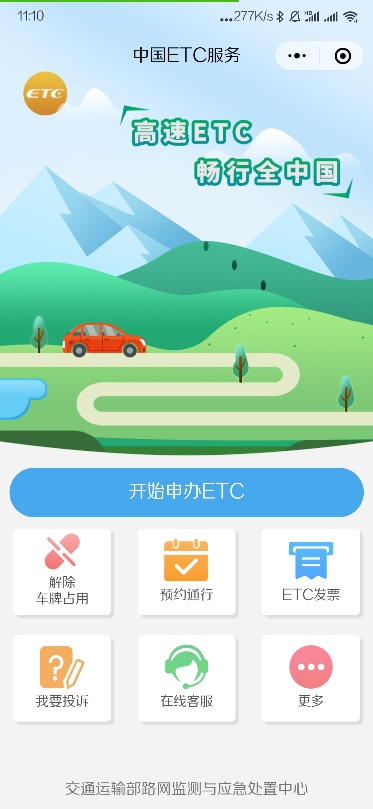 11:10
...277K/s
中国ETC服务
ETC
高速ETC
畅行全中国
开始申办ETC
解除
车牌占用
预约通行
ETC发票
我要投诉
在线客服
更多
交通运输部路网监测与应急处置中心